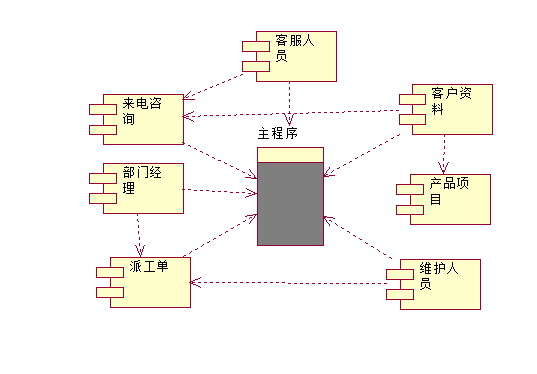 客服人
员
来电咨
询
客户资
料
主程序
部门经
理
产品项
目
派工单
维护人
员